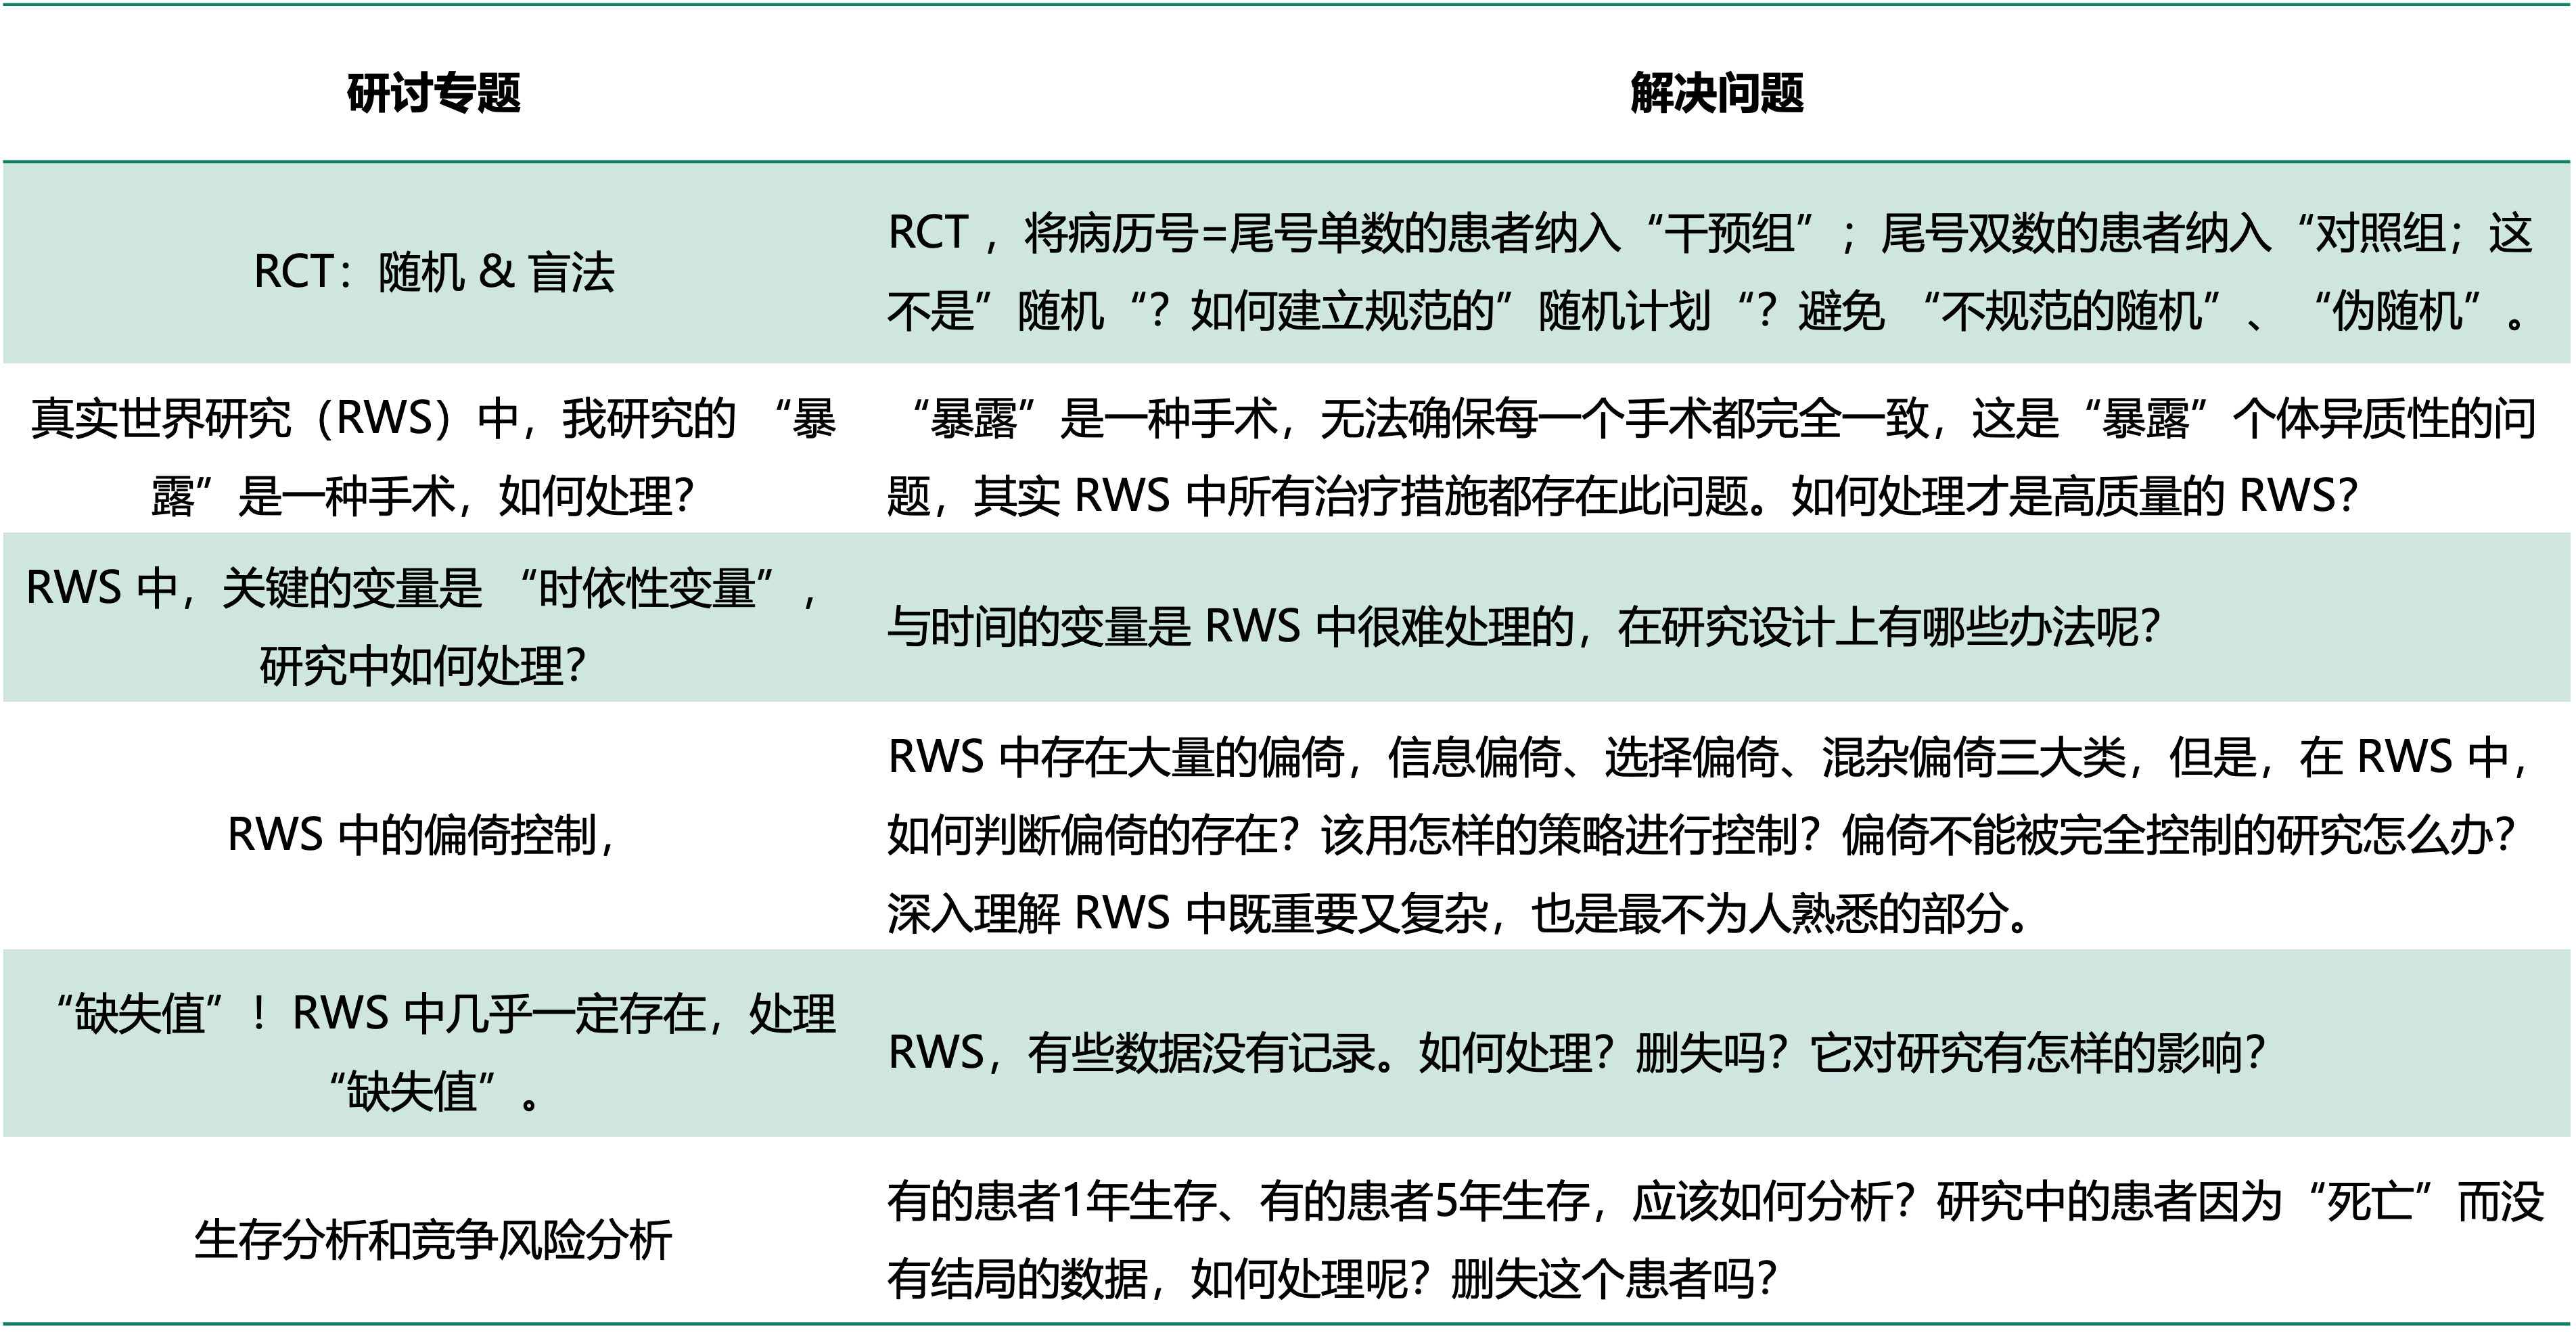 研讨专题
解决问题
RCT：随机 & 盲法
RCT ，将病历号=尾号单数的患者纳入“干预组”；尾号双数的患者纳入“对照组；这
不是”随机“？如何建立规范的”随机计划“？避免 “不规范的随机”、 “伪随机”。
真实世界研究（RWS）中，我研究的 “暴
露”是一种手术，如何处理？
“暴露”是一种手术，无法确保每一个手术都完全一致，这是“暴露”个体异质性的问
题，其实 RWS 中所有治疗措施都存在此问题。如何处理才是高质量的 RWS？
RWS 中，关键的变量是 “时依性变量”，
研究中如何处理？
与时间的变量是 RWS 中很难处理的，在研究设计上有哪些办法呢？
RWS 中的偏倚控制，
RWS 中存在大量的偏倚，信息偏倚、选择偏倚、混杂偏倚三大类，但是，在 RWS 中，
如何判断偏倚的存在？该用怎样的策略进行控制？偏倚不能被完全控制的研究怎么办？
深入理解 RWS 中既重要又复杂，也是最不为人熟悉的部分。
“缺失值”！RWS 中几乎一定存在，处理
“缺失值”。
RWS，有些数据没有记录。如何处理？删失吗？它对研究有怎样的影响？
生存分析和竞争风险分析
有的患者1年生存、有的患者5年生存，应该如何分析？研究中的患者因为“死亡”而没
有结局的数据，如何处理呢？删失这个患者吗？